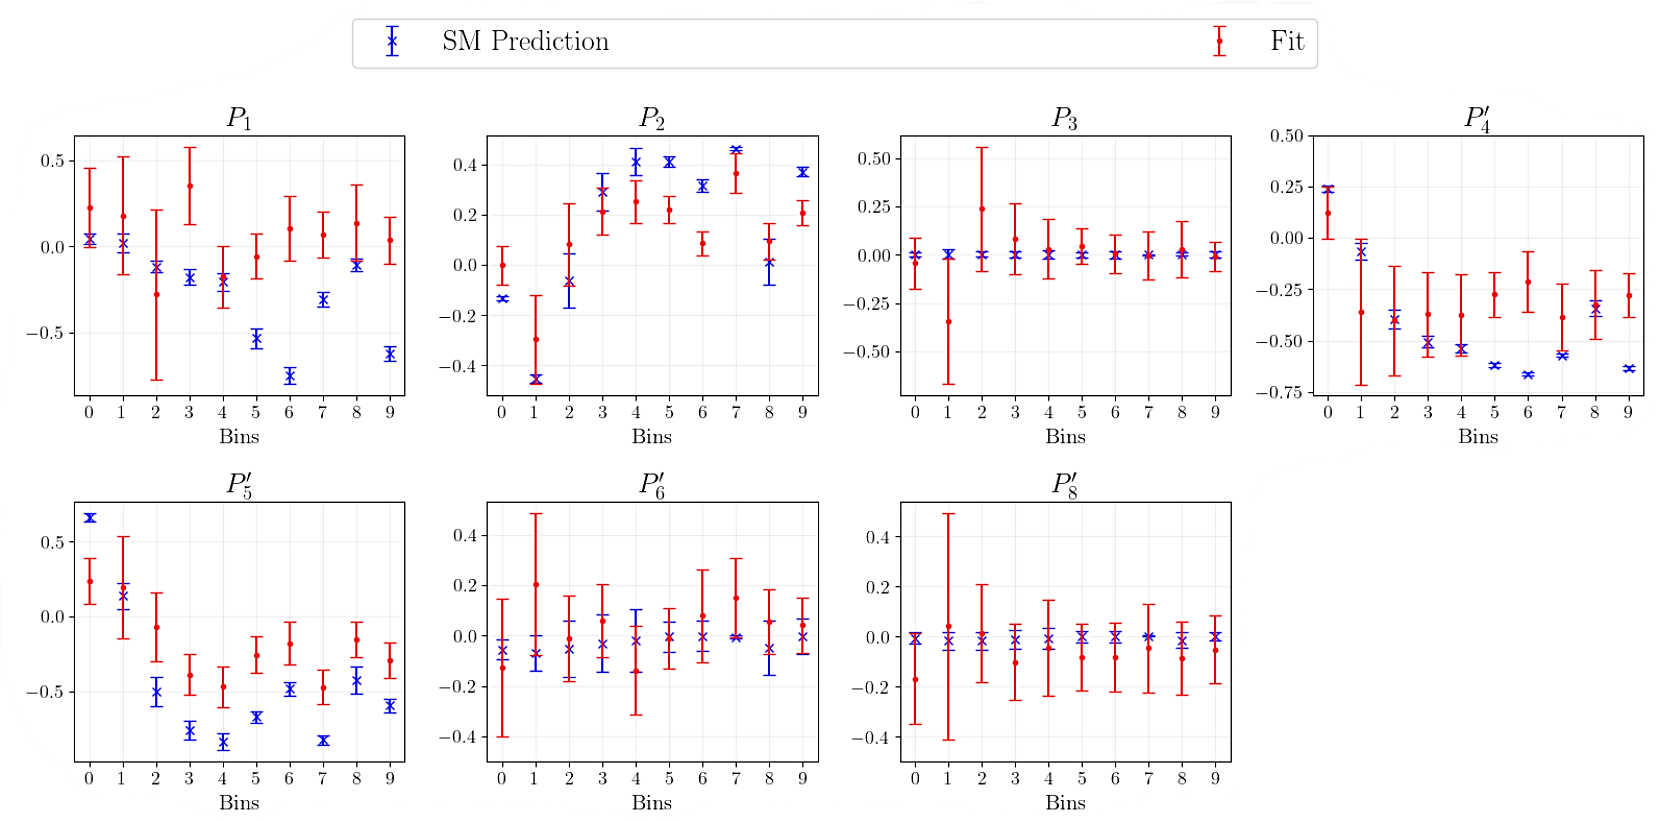 SM Prediction Fit
P₁ P₂ P₃ P′₄
0.5 0.0 −0.5
0.4 0.2 0.0 −0.2 −0.4
0.50 0.25 0.00 −0.25 −0.50
0.50 0.25 0.00 −0.25 −0.50 −0.75
0 1 2 3 4 5 6 7 8 9 0 1 2 3 4 5 6 7 8 9 0 1 2 3 4 5 6 7 8 9 0 1 2 3 4 5 6 7 8 9
Bins Bins Bins Bins
P′₅ P′₆ P′₈
0.5 0.0 −0.5
0.4 0.2 0.0 −0.2 −0.4
0.4 0.2 0.0 −0.2 −0.4
0 1 2 3 4 5 6 7 8 9 0 1 2 3 4 5 6 7 8 9 0 1 2 3 4 5 6 7 8 9
Bins Bins Bins